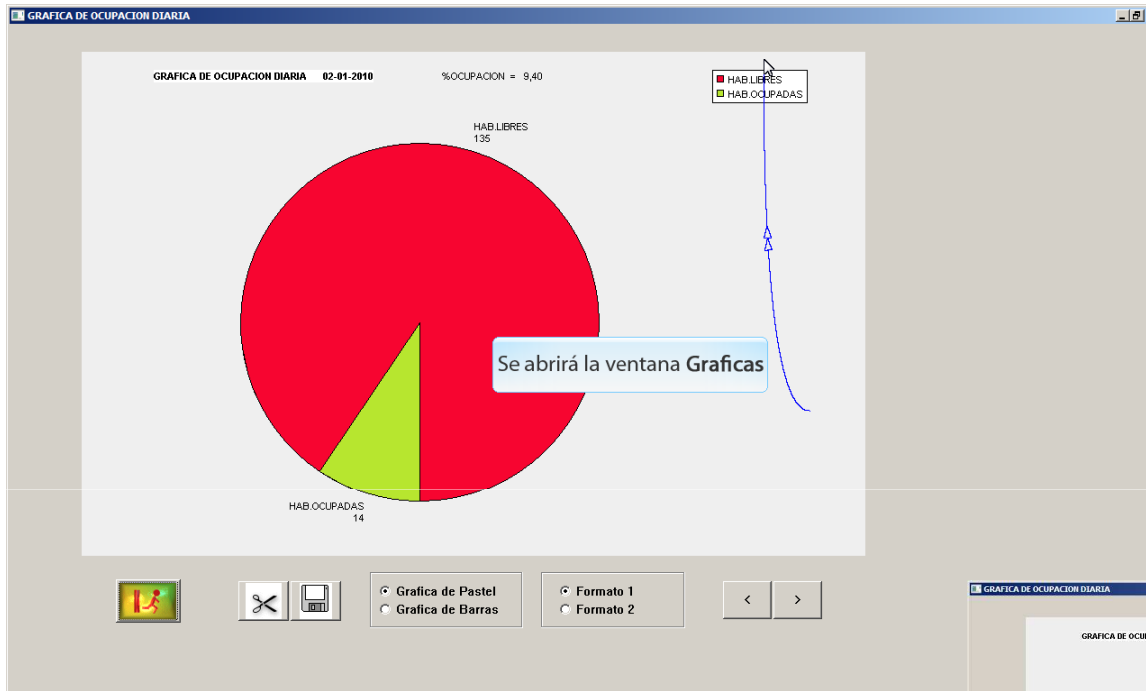 GRAFICA DE OCUPACION DIARIA
GRAFICA DE OCUPACION DIARIA 02-01-2010 %OCUPACION = 9,40
HAB.LIBRES
HAB.OCUPADAS
HAB.LIBRES
135
Se abrirá la ventana Graficas
HAB.OCUPADAS
14
Grafica de Pastel
Grafica de Barras
Formato 1
Formato 2
< >
GRAFICA DE OCUPACION DIARIA
GRAFICA DE OCU